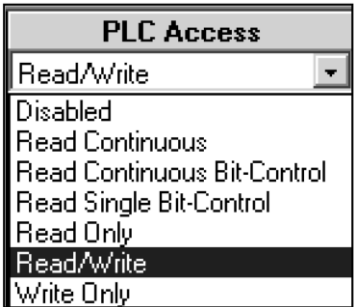 PLC Access
Read/Write
Disabled
Read Continuous
Read Continuous Bit-Control
Read Single Bit-Control
Read Only
Read/Write
Write Only